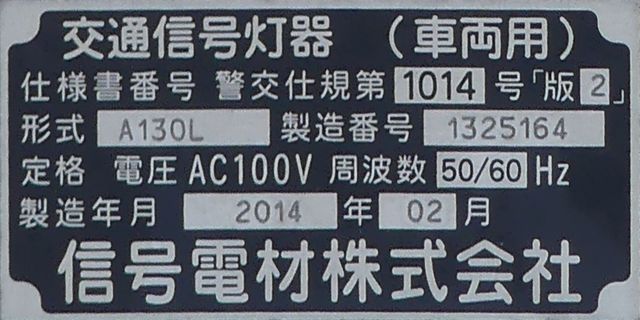 交通信号灯器 (車両用)
仕様書番号 警交仕規第 1014 号「版 2」
形式 A130L 製造番号 1325164
定格 電圧 AC100V 周波数 50/60 Hz
製造年月 2014 年 02 月
信号電材株式会社